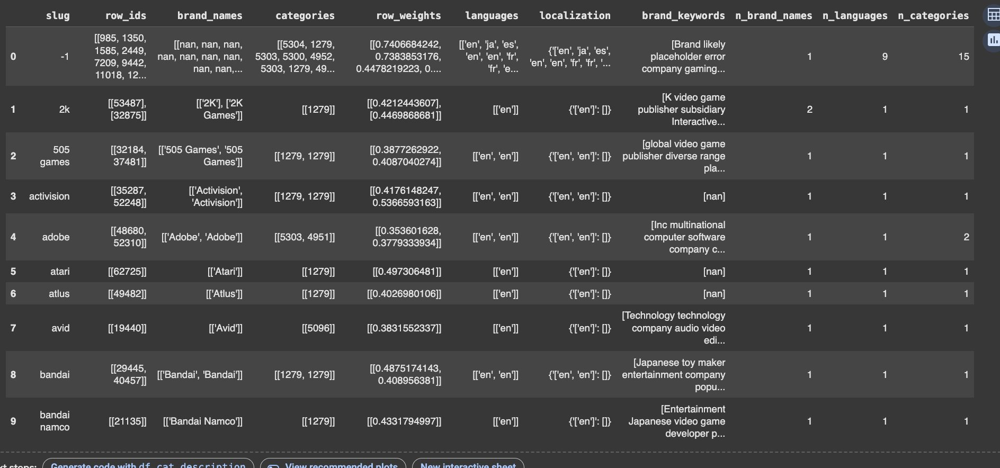 slug row_ids brand_names categories row_weights languages localization brand_keywords n_brand_names n_languages n_categories
0 -1 [[985, 1350, 1585, 2449, 7209, 9442, 11018, 12... [[nan, nan, nan, nan, nan, nan, nan, nan, nan,... [[5304, 1279, 5303, 5300, 4952, 5303, 1279, 49... [[0.7406684242, 0.7383853176, 0.4478219223, 0.... [['en', 'ja', 'es', 'en', 'en', 'fr', 'fr', 'e... {'['en', 'ja', 'es', 'en', 'en', 'fr', 'fr', '... [Brand likely placeholder error company gaming... 1 9 15
1 2k [[53487], [32875]] [['2K'], ['2K Games']] [[1279]] [[0.4212443607], [0.4469868681]] [['en']] {'['en']': []} [K video game publisher subsidiary Interactive... 2 1 1
2 505 games [[32184, 37481]] [['505 Games', '505 Games']] [[1279, 1279]] [[0.3877262922, 0.4087040274]] [['en', 'en']] {'['en', 'en']': []} [global video game publisher diverse range pla... 1 1 1
3 activision [[35287, 52248]] [['Activision', 'Activision']] [[1279, 1279]] [[0.4176148247, 0.5366593163]] [['en', 'en']] {'['en', 'en']': []} [nan] 1 1 1
4 adobe [[48680, 52310]] [['Adobe', 'Adobe']] [[5303, 4951]] [[0.353601628, 0.3779333934]] [['en', 'en']] {'['en', 'en']': []} [Inc multinational computer software company c... 1 1 2
5 atari [[62725]] [['Atari']] [[1279]] [[0.497306481]] [['en']] {'['en']': []} [nan] 1 1 1
6 atlus [[49482]] [['Atlus']] [[1279]] [[0.4026980106]] [['en']] {'['en']': []} [nan] 1 1 1
7 avid [[19440]] [['Avid']] [[5096]] [[0.3831552337]] [['en']] {'['en']': []} [Technology technology company audio video edi... 1 1 1
8 bandai [[29445, 40457]] [['Bandai', 'Bandai']] [[1279, 1279]] [[0.4875174143, 0.408956381]] [['en', 'en']] {'['en', 'en']': []} [Japanese toy maker entertainment company popu... 1 1 1
9 bandai namco [[21135]] [['Bandai Namco']] [[1279]] [[0.4331794997]] [['en']] {'['en']': []} [Entertainment Japanese video game developer p... 1 1 1
xt steps: Generate code with df_cat_description View recommended plots New interactive sheet